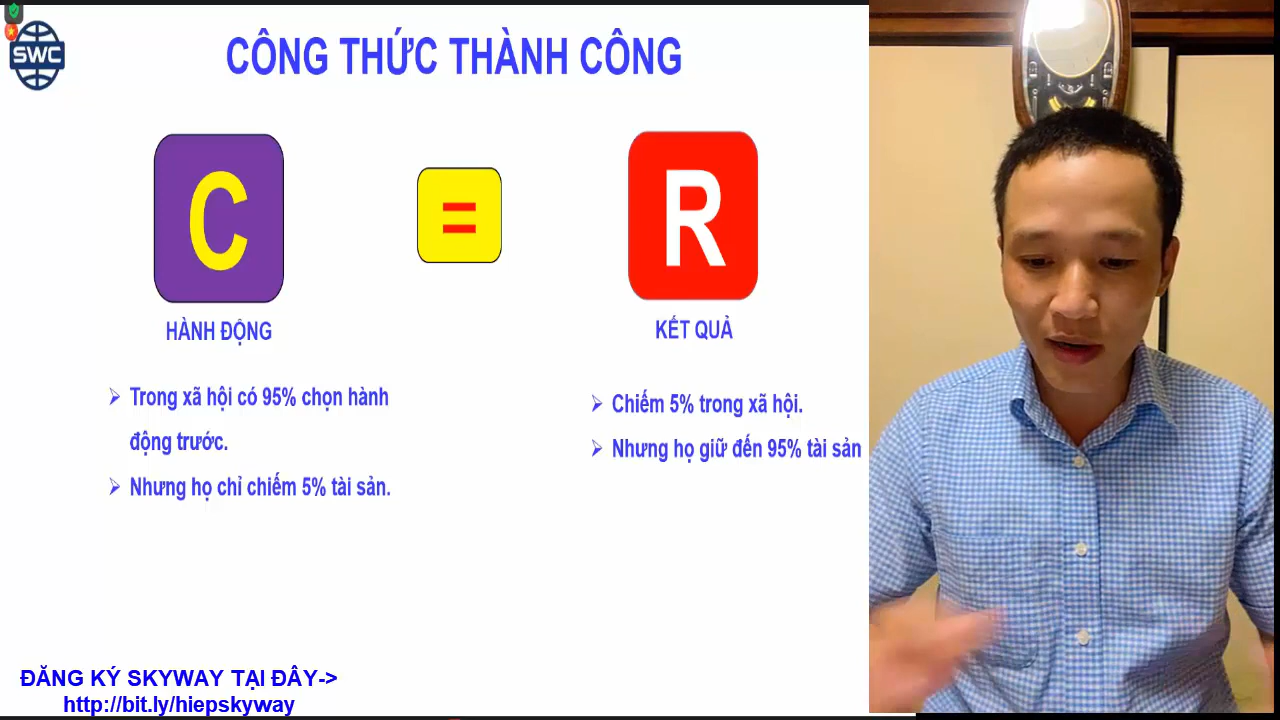 SWC
CÔNG THỨC THÀNH CÔNG
C
=
R
HÀNH ĐỘNG
KẾT QUẢ
Trong xã hội có 95% chọn hành
động trước.
Nhưng họ chỉ chiếm 5% tài sản.
Chiếm 5% trong xã hội.
Nhưng họ giữ đến 95% tài sản
ĐĂNG KÝ SKYWAY TẠI ĐÂY->
http://bit.ly/hiepskyway